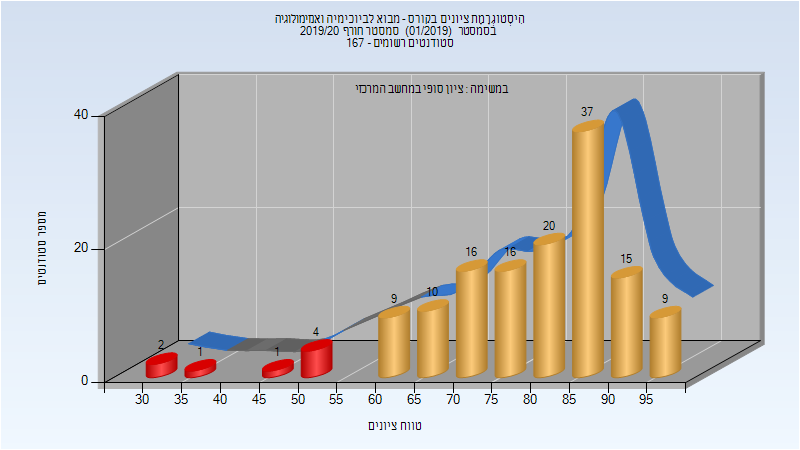 הִיסְטוֹגְרָמַת ציונים בקורס - מבוא לביוכימיה ואנזימולוגיה
בסמסטר (01/2019) סמסטר חורף 2019/20
סטודנטים רשומים - 167
במשימה : ציון סופי במחשב המרכזי
40
20
0
מספר סטודנטים
2 1 1 4 9 10 16 16 20 37 15 9
30 35 40 45 50 55 60 65 70 75 80 85 90 95
טווח ציונים